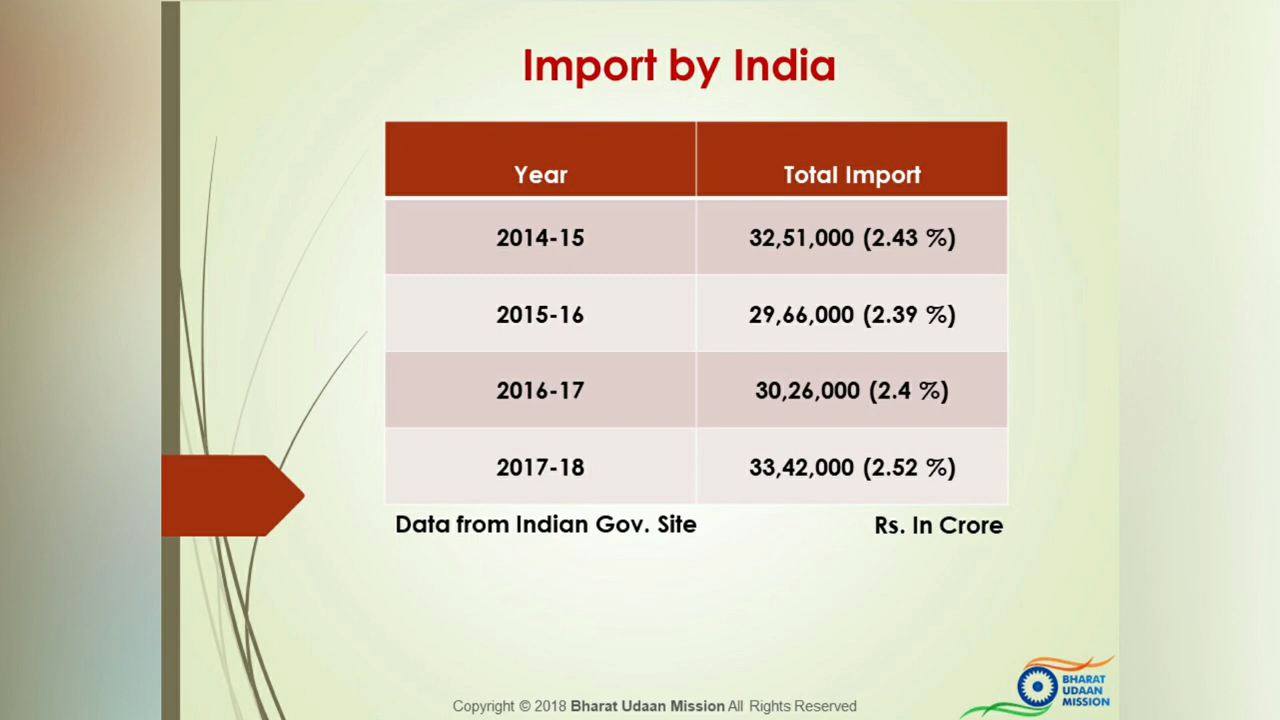 Import by India
Year Total Import
2014-15 32,51,000 (2.43 %)
2015-16 29,66,000 (2.39 %)
2016-17 30,26,000 (2.4 %)
2017-18 33,42,000 (2.52 %)
Data from Indian Gov. Site Rs. In Crore
BHARAT
UDAAN
MISSION
Copyright © 2018 Bharat Udaan Mission All Rights Reserved